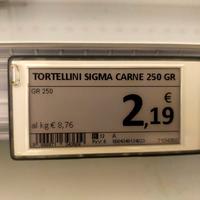 TORTELLINI SIGMA CARNE 250 GR
GR 250
€
2,19
al kg € 8,76
A